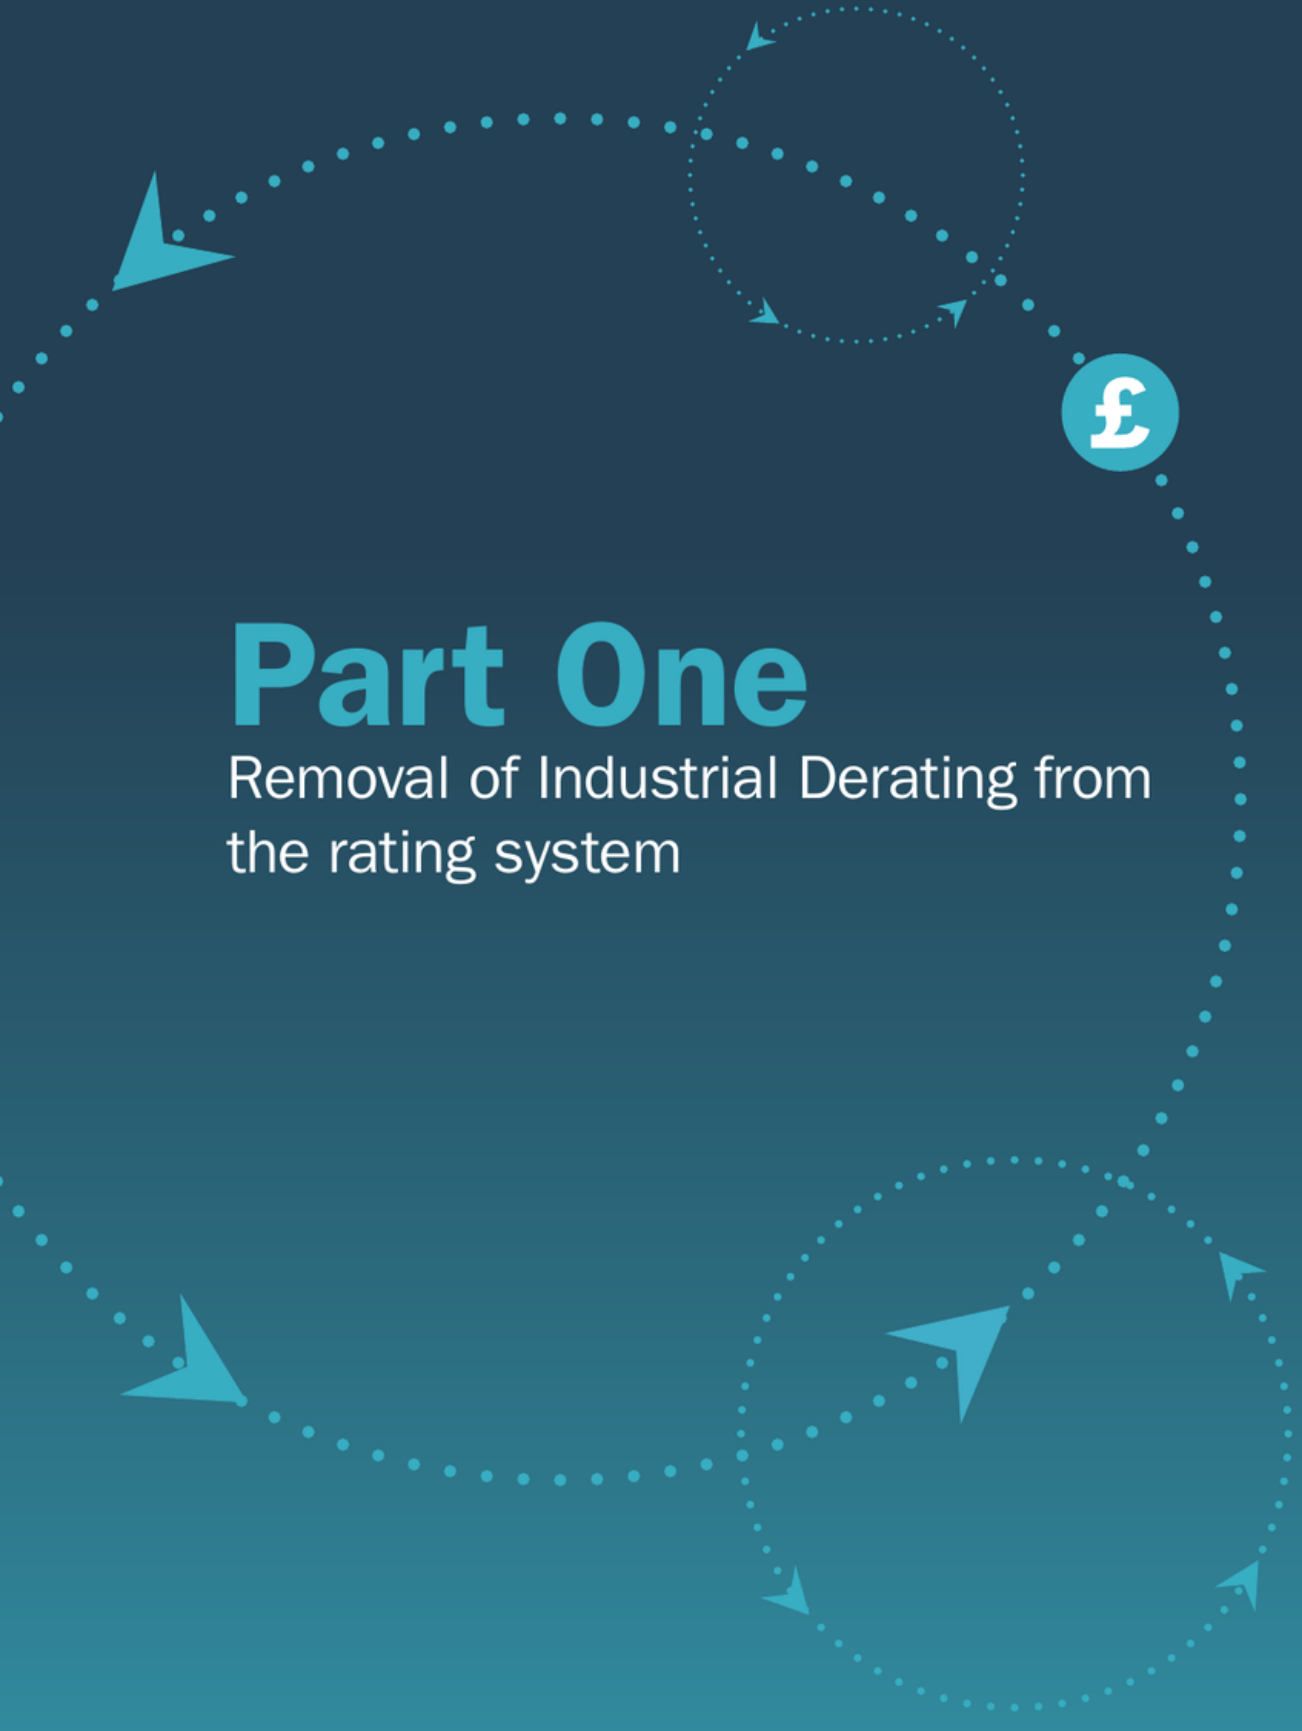 £
Part One
Removal of Industrial Derating from
the rating system